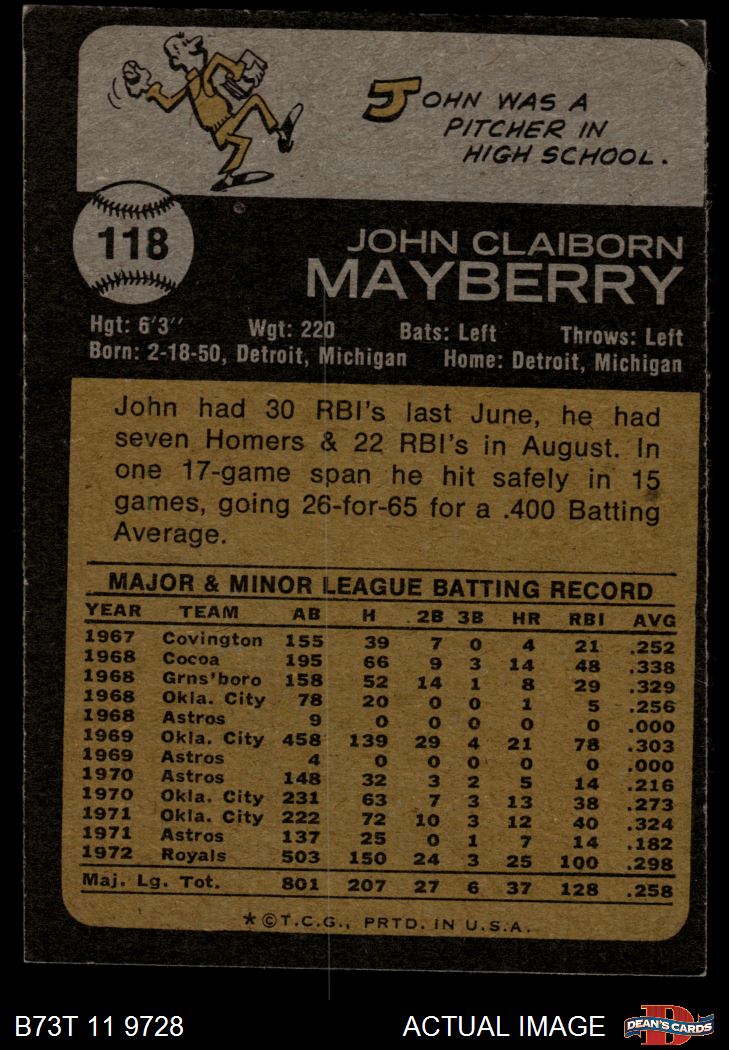 JOHN WAS A
PITCHER IN
HIGH SCHOOL.
118
JOHN CLAIBORN
MAYBERRY
Hgt: 6'3" Wgt: 220 Bats: Left Throws: Left
Born: 2-18-50, Detroit, Michigan Home: Detroit, Michigan
John had 30 RBI's last June, he had
seven Homers & 22 RBI's in August. In
one 17-game span he hit safely in 15
games, going 26-for-65 for a .400 Batting
Average.
MAJOR & MINOR LEAGUE BATTING RECORD
YEAR TEAM AB H 2B 3B HR RBI AVG
1967 Covington 155 39 7 0 4 21 .252
1968 Cocoa 195 66 9 3 14 48 .338
1968 Grns'boro 158 52 14 1 8 29 .329
1968 Okla. City 78 20 0 0 1 5 .256
1968 Astros 9 0 0 0 0 0 .000
1969 Okla. City 458 139 29 4 21 78 .303
1969 Astros 4 0 0 0 0 0 .000
1970 Astros 148 32 3 2 5 14 .216
1970 Okla. City 231 63 7 3 13 38 .273
1971 Okla. City 222 72 10 3 12 40 .324
1971 Astros 137 25 0 1 7 14 .182
1972 Royals 503 150 24 3 25 100 .298
Maj. Lg. Tot. 801 207 27 6 37 128 .258
*©T.C.G., PRTD. IN U.S.A.
B73T 11 9728 ACTUAL IMAGE DEAN'S CARDS